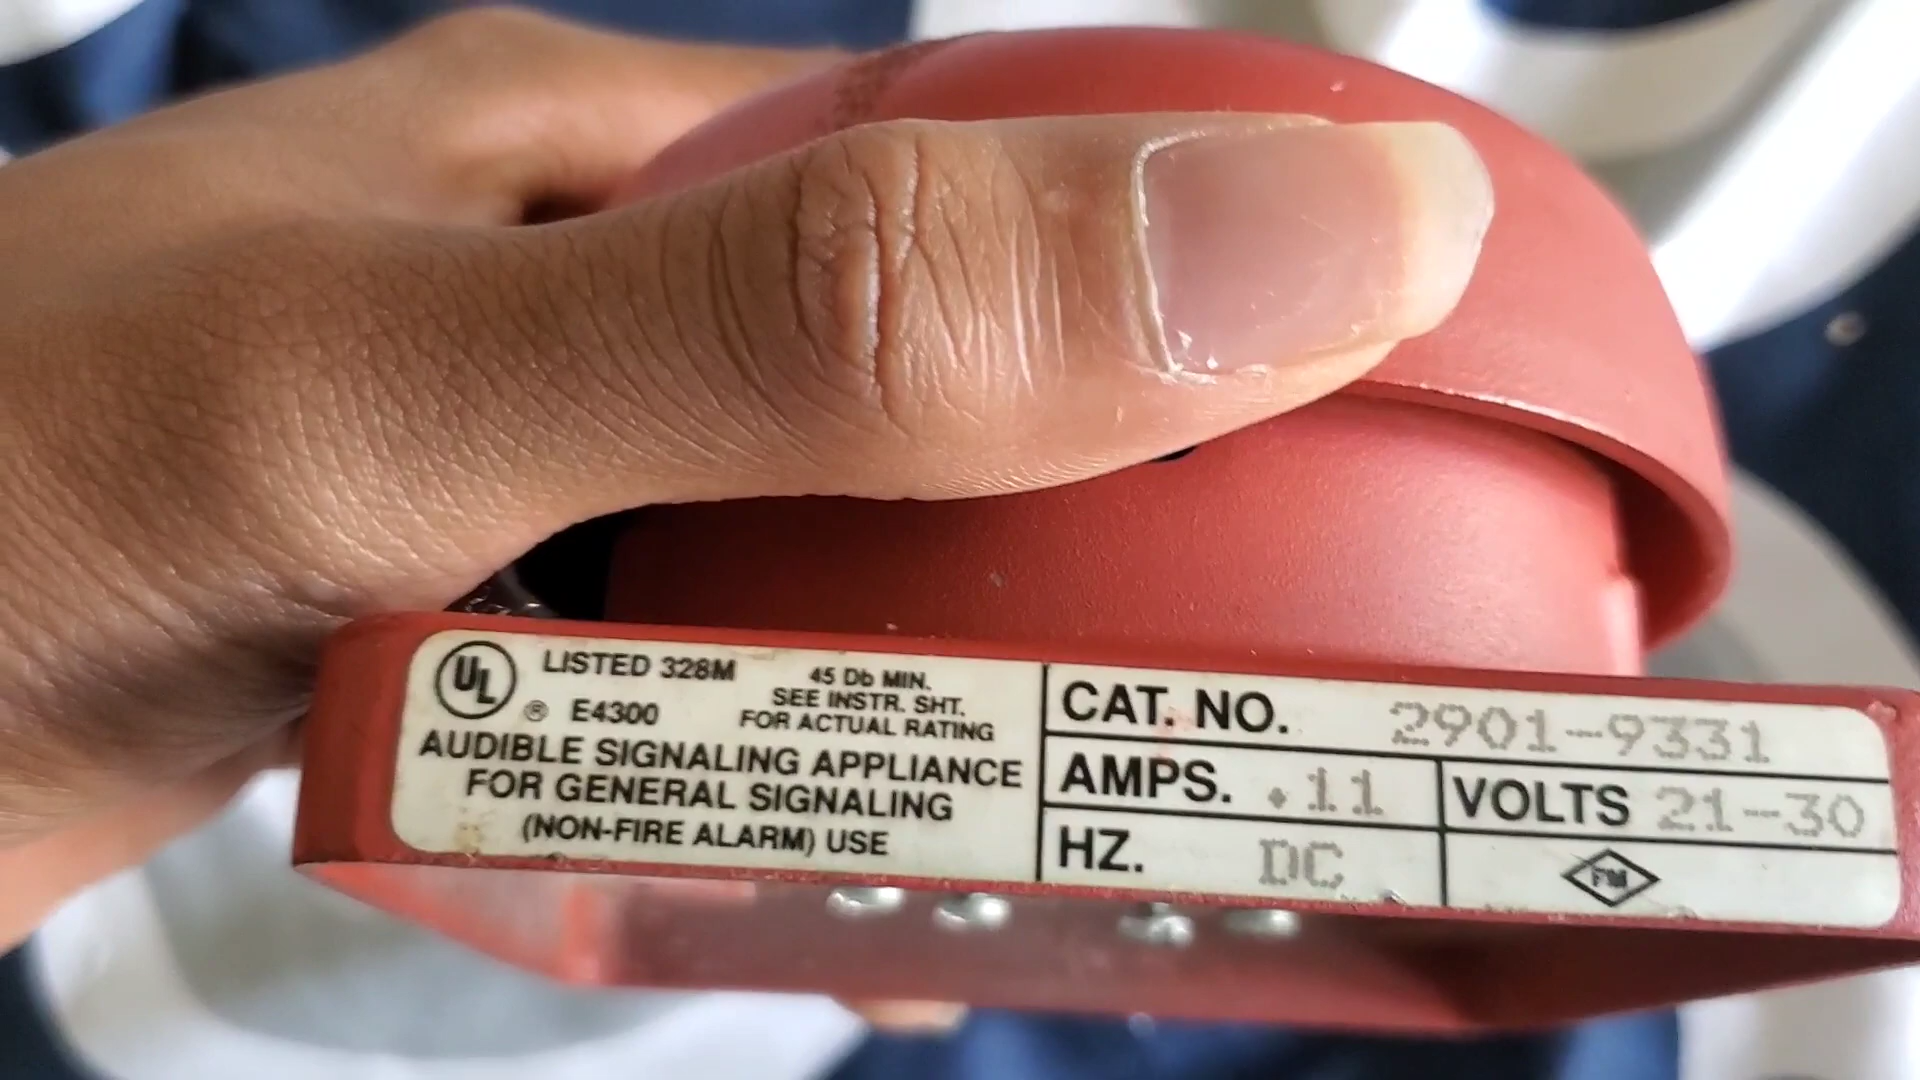 UL
LISTED 328M
® E4300
45 Db MIN.
SEE INSTR. SHT.
FOR ACTUAL RATING
AUDIBLE SIGNALING APPLIANCE
FOR GENERAL SIGNALING
(NON-FIRE ALARM) USE
CAT. NO. 2901-9331
AMPS. .11
VOLTS 21-30
HZ. DC
FM